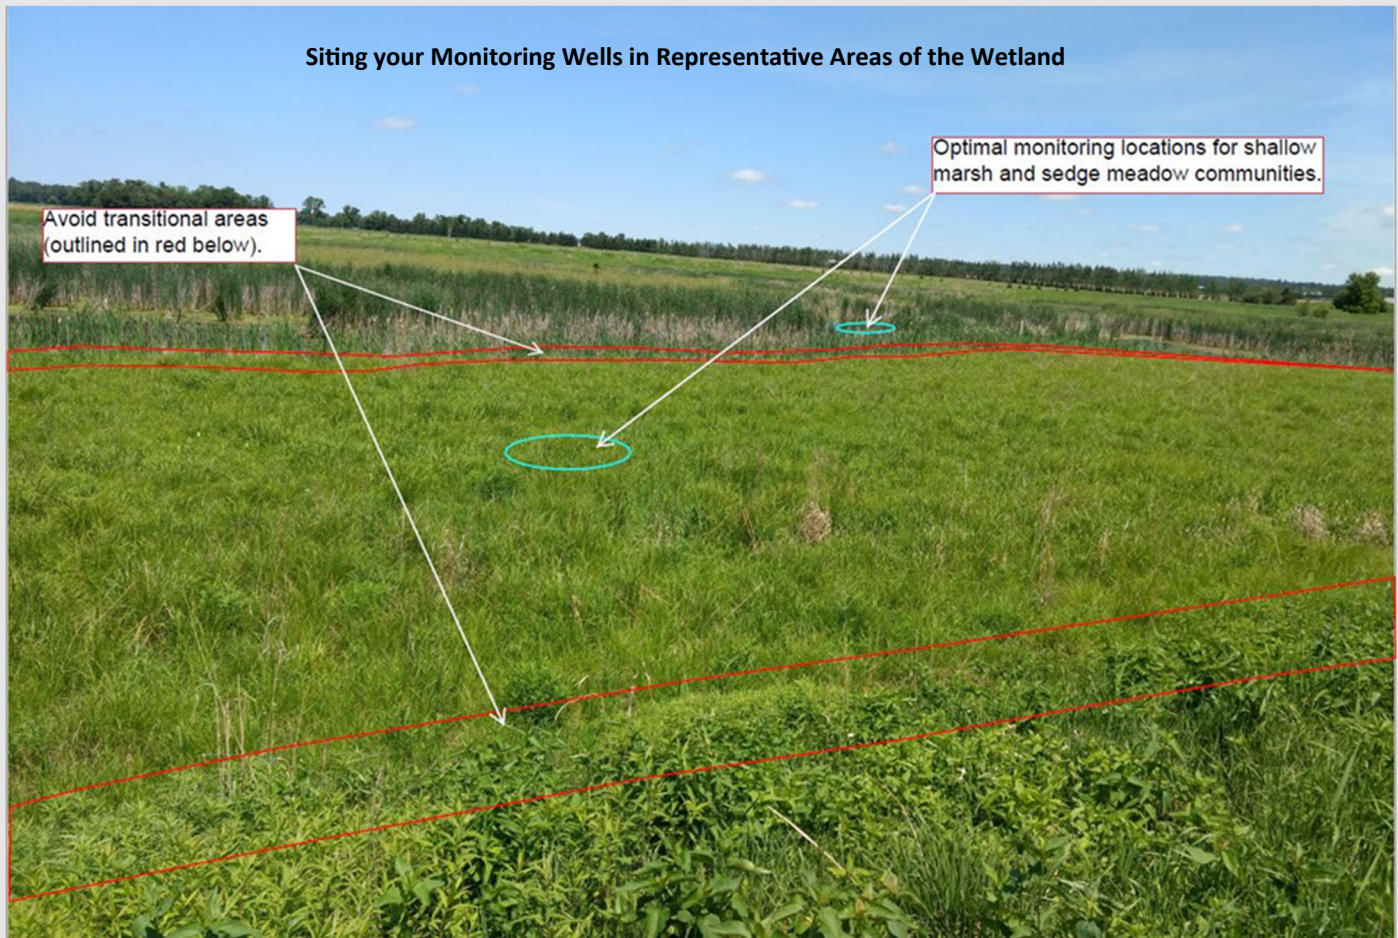 Siting your Monitoring Wells in Representative Areas of the Wetland
Optimal monitoring locations for shallow
marsh and sedge meadow communities.
Avoid transitional areas
(outlined in red below).